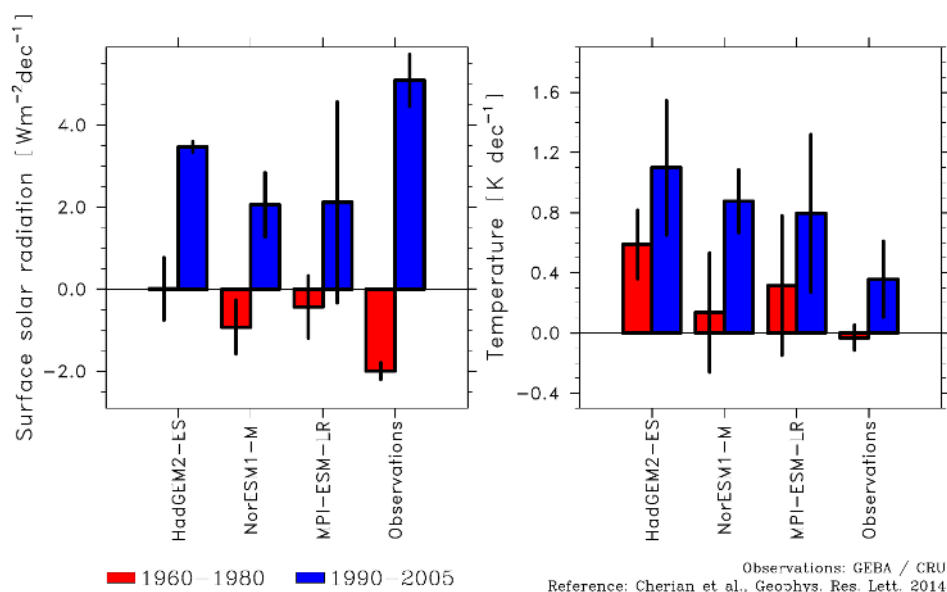 Surface solar radiation [Wm−2dec−1]
4.0
2.0
0.0
−2.0
HadGEM2−ES
NorESM1−M
MPI−ESM−LR
Observations
Temperature [K dec−1]
1.6
1.2
0.8
0.4
0.0
−0.4
HadGEM2−ES
NorESM1−M
MPI−ESM−LR
Observations
1960−1980
1990−2005
Observations: GEBA / CRU
Reference: Cherian et al., Geophys. Res. Lett. 2014